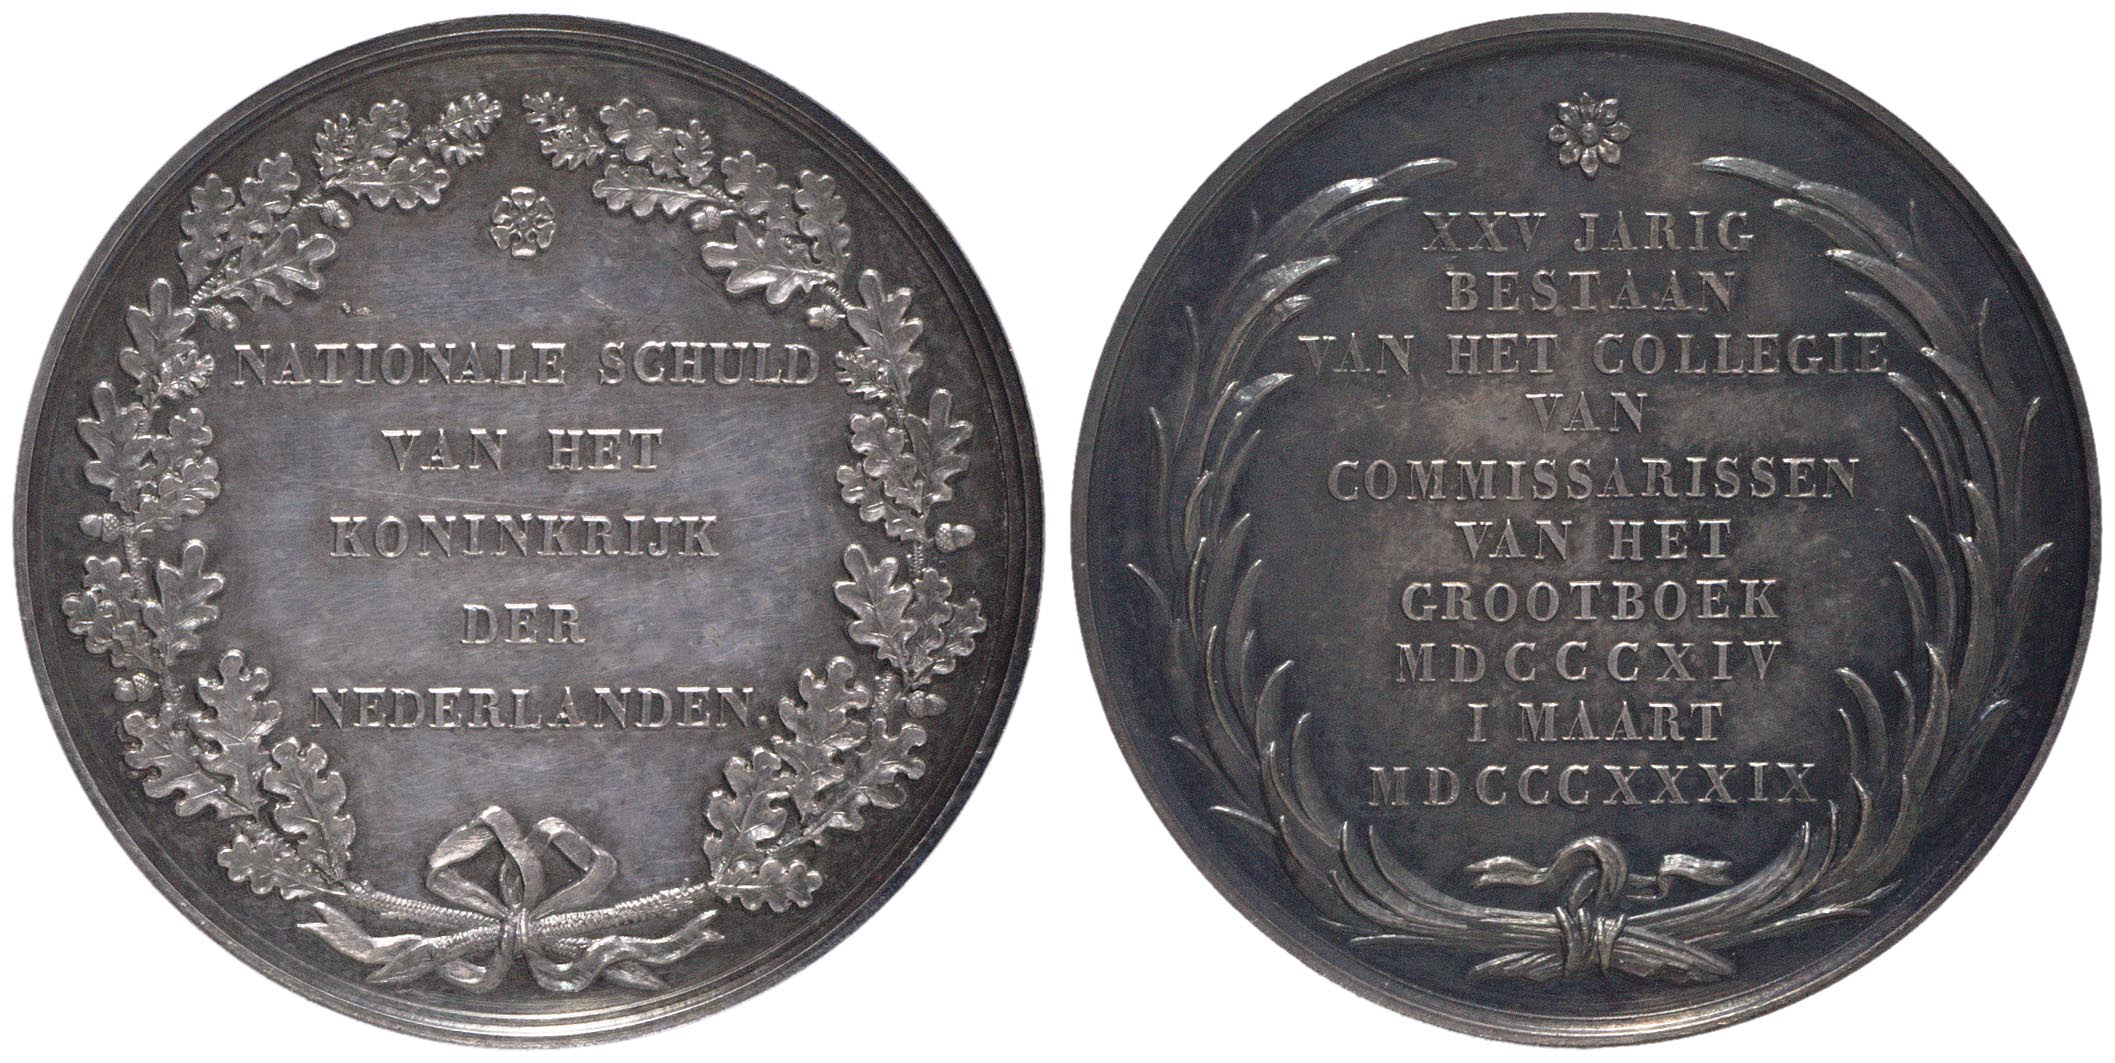 NATIONALE SCHULD
VAN HET
KONINKRIJK
DER
NEDERLANDEN.
XXV JARIG
BESTAAN
VAN HET COLLEGIE
VAN
COMMISSARISSEN
VAN HET
GROOTBOEK
MDCCCXIV
I MAART
MDCCCXXXIX